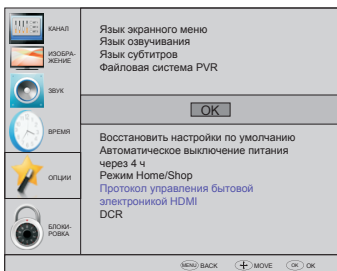 КАНАЛ
ИЗОБРА-
ЖЕНИЕ
ЗВУК
ВРЕМЯ
ОПЦИИ
БЛОКИ-
РОВКА
Язык экранного меню
Язык озвучивания
Язык субтитров
Файловая система PVR
OK
Восстановить настройки по умолчанию
Автоматическое выключение питания
через 4 ч
Режим Home/Shop
Протокол управления бытовой
электроникой HDMI
DCR
MENU BACK MOVE OK OK